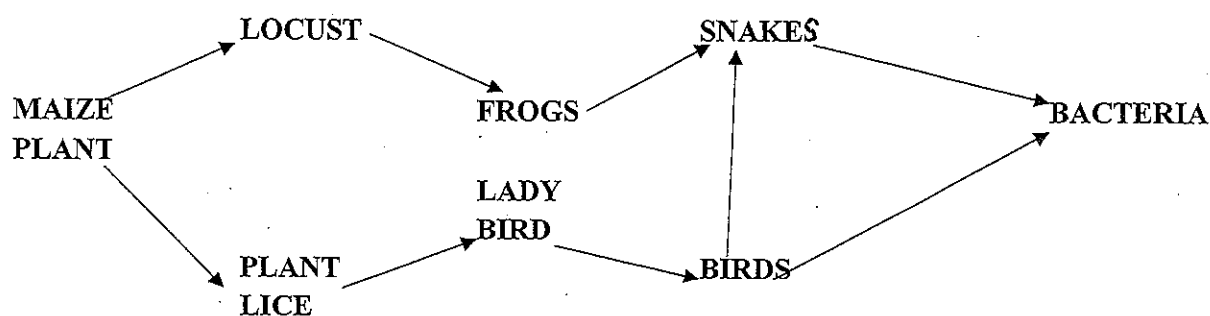 LOCUST
SNAKES
MAIZE
PLANT
FROGS
BACTERIA
LADY
BIRD
PLANT
LICE
BIRDS